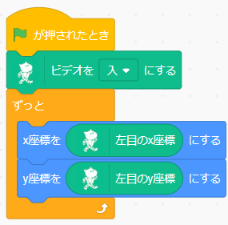 が押されたとき
ビデオを 入 にする
ずっと
x座標を 左目のx座標 にする
y座標を 左目のy座標 にする